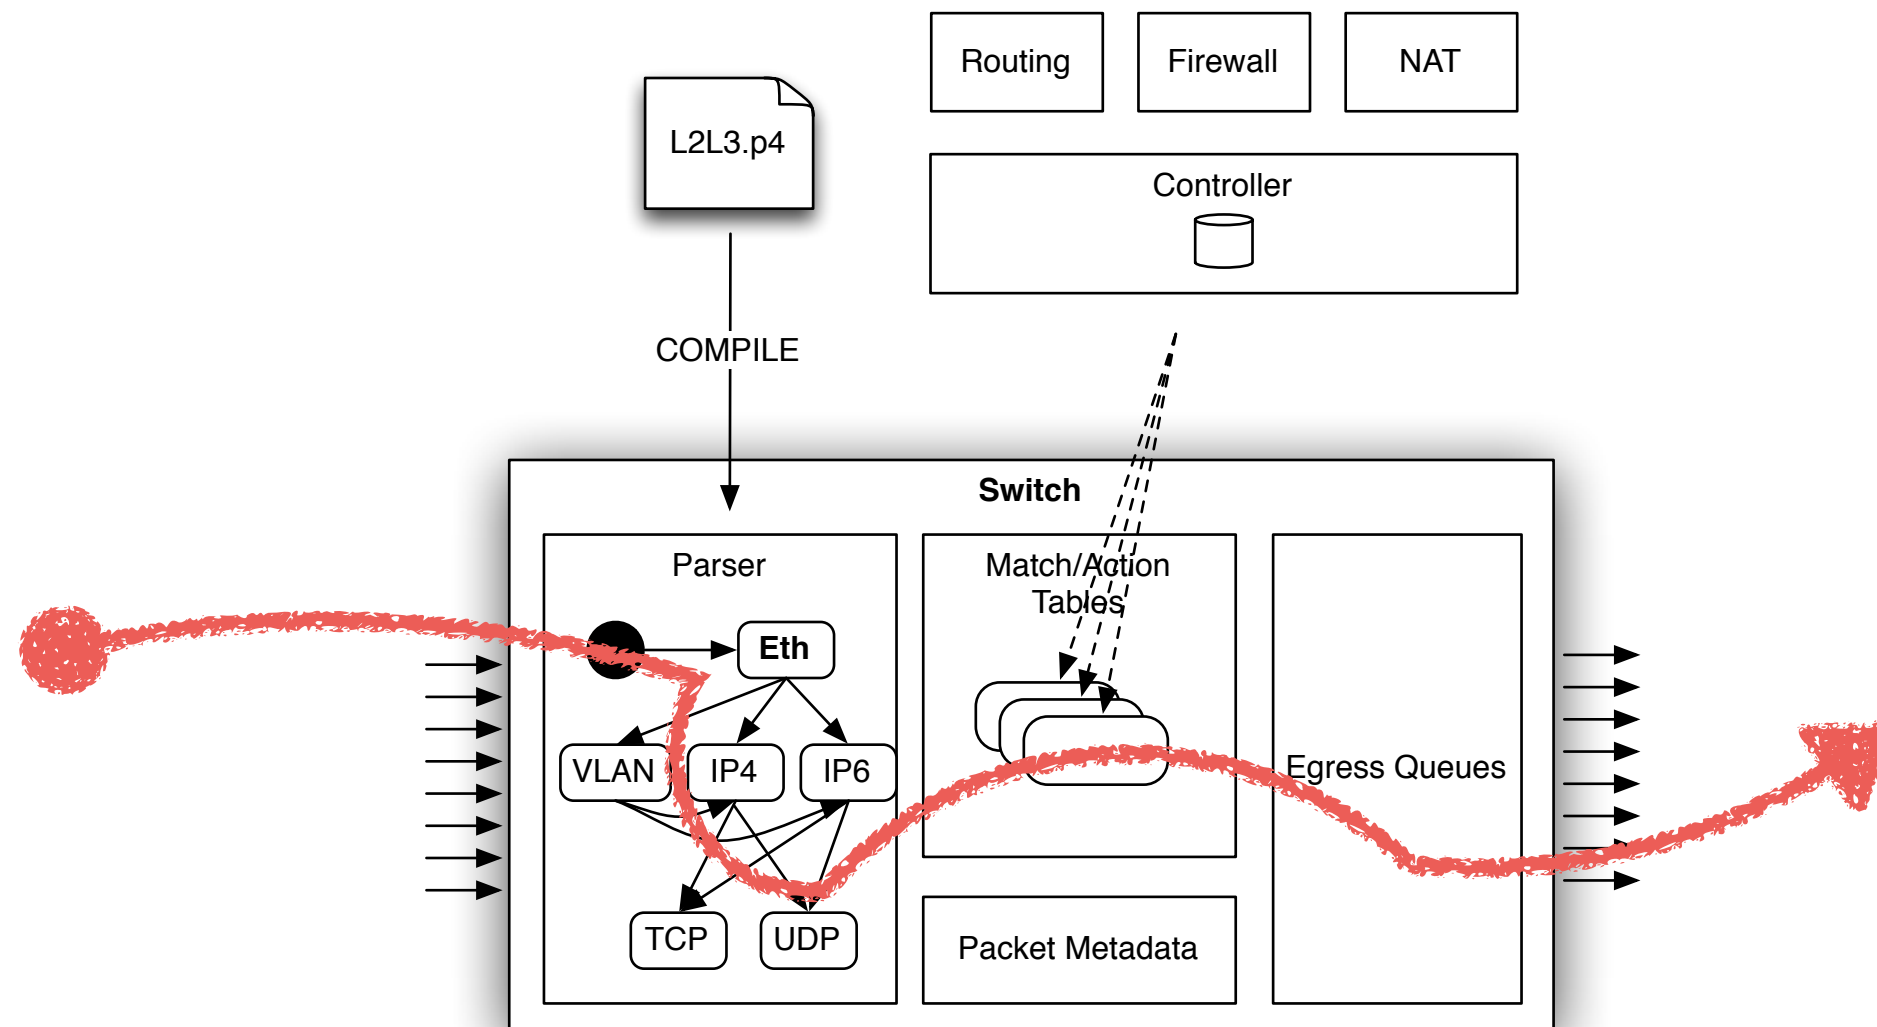 Routing
Firewall
NAT
L2L3.p4
Controller
COMPILE
Switch
Parser
Match/Action
Tables
Eth
VLAN
IP4
IP6
Egress Queues
TCP
UDP
Packet Metadata